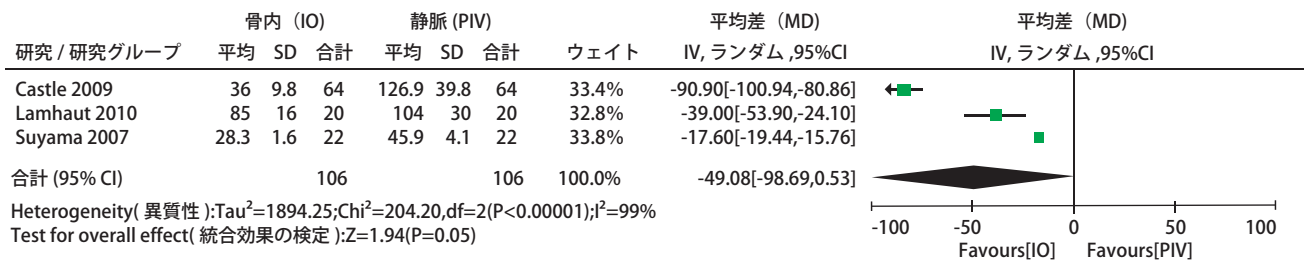 骨内（IO） 静脈 (PIV) 平均差（MD） 平均差（MD）
研究 / 研究グループ 平均 SD 合計 平均 SD 合計 ウェイト IV, ランダム ,95%CI IV, ランダム ,95%CI
Castle 2009 36 9.8 64 126.9 39.8 64 33.4% -90.90[-100.94,-80.86]
Lamhaut 2010 85 16 20 104 30 20 32.8% -39.00[-53.90,-24.10]
Suyama 2007 28.3 1.6 22 45.9 4.1 22 33.8% -17.60[-19.44,-15.76]
合計 (95% CI) 106 106 100.0% -49.08[-98.69,0.53]
Heterogeneity( 異質性 ):Tau²=1894.25;Chi²=204.20,df=2(P<0.00001);I²=99%
Test for overall effect( 統合効果の検定 ):Z=1.94(P=0.05)
-100 -50 0 50 100
Favours[IO] Favours[PIV]